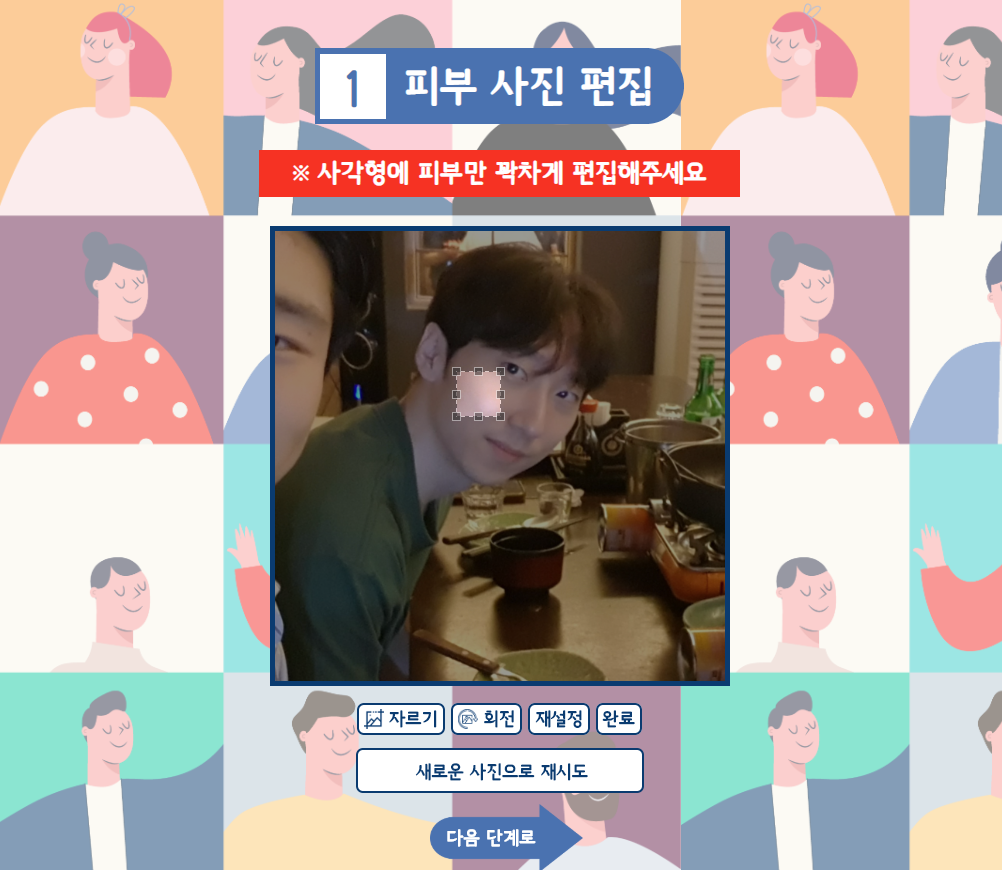 1 피부 사진 편집
※ 사각형에 피부만 꽉차게 편집해주세요
자르기 회전 재설정 완료
새로운 사진으로 재시도
다음 단계로